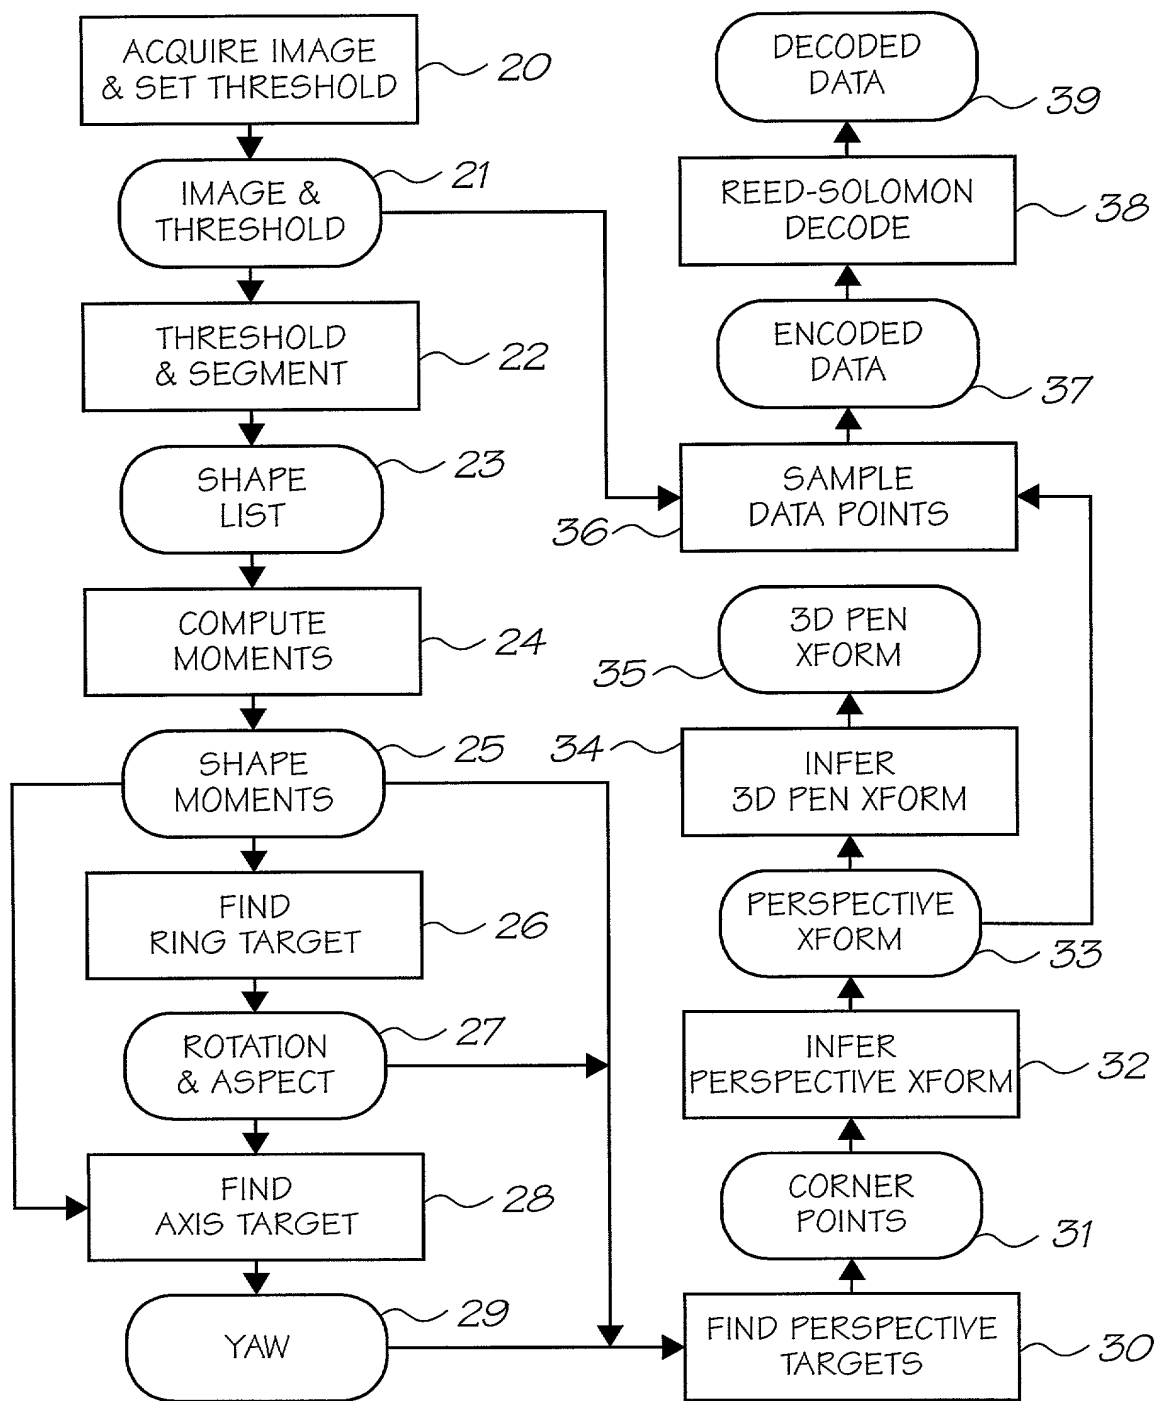 ACQUIRE IMAGE
& SET THRESHOLD
20
IMAGE &
THRESHOLD
21
THRESHOLD
& SEGMENT
22
SHAPE
LIST
23
COMPUTE
MOMENTS
24
SHAPE
MOMENTS
25
FIND
RING TARGET
26
ROTATION
& ASPECT
27
FIND
AXIS TARGET
28
YAW
29
FIND PERSPECTIVE
TARGETS
30
CORNER
POINTS
31
INFER
PERSPECTIVE XFORM
32
PERSPECTIVE
XFORM
33
INFER
3D PEN XFORM
34
3D PEN
XFORM
35
SAMPLE
DATA POINTS
36
ENCODED
DATA
37
REED-SOLOMON
DECODE
38
DECODED
DATA
39